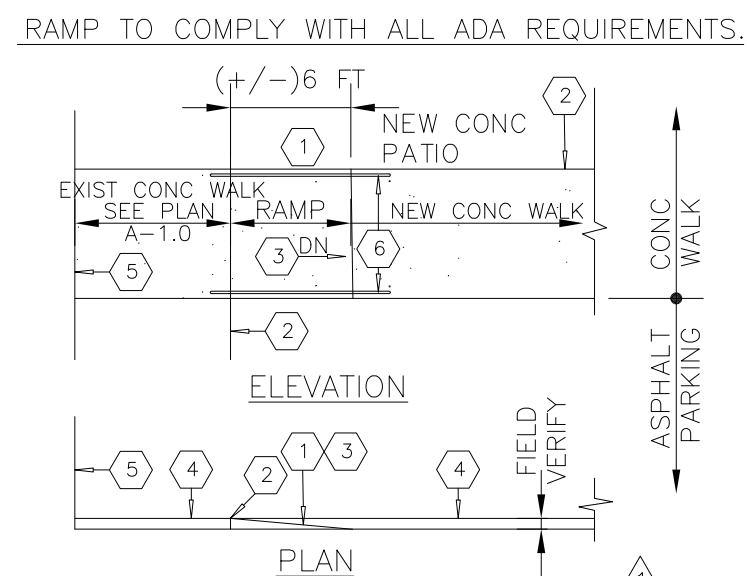 RAMP TO COMPLY WITH ALL ADA REQUIREMENTS.
(+/-)6 FT
2
1
NEW CONC
PATIO
EXIST CONC WALK
SEE PLAN
A-1.0
RAMP
NEW CONC WALK
3
DN
6
5
2
CONC
WALK
ASPHALT
PARKING
ELEVATION
5
4
2
1
3
4
FIELD
VERIFY
PLAN